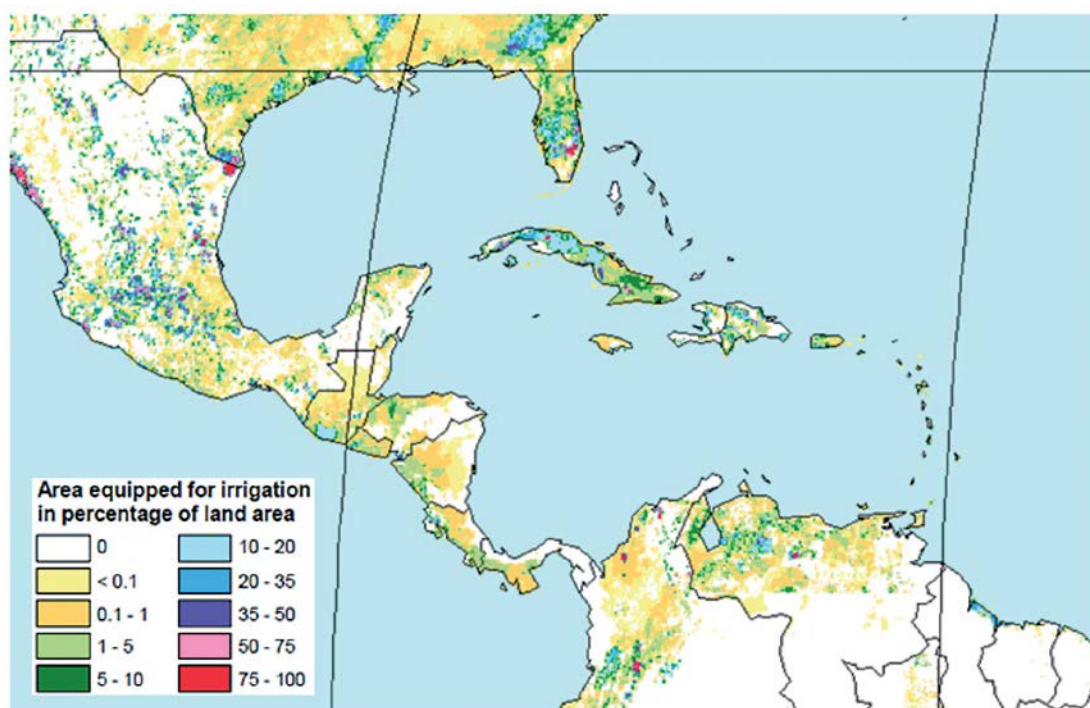 Area equipped for irrigation
in percentage of land area
0
< 0.1
0.1 - 1
1 - 5
5 - 10
10 - 20
20 - 35
35 - 50
50 - 75
75 - 100